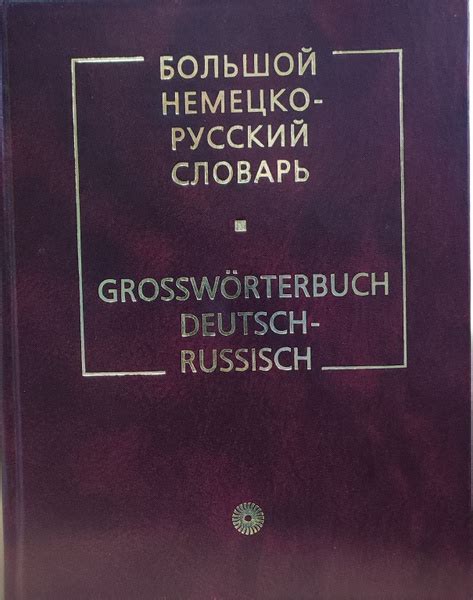 БОЛЬШОЙ
НЕМЕЦКО-
РУССКИЙ
СЛОВАРЬ
GROSSWÖRTERBUCH
DEUTSCH-
RUSSISCH